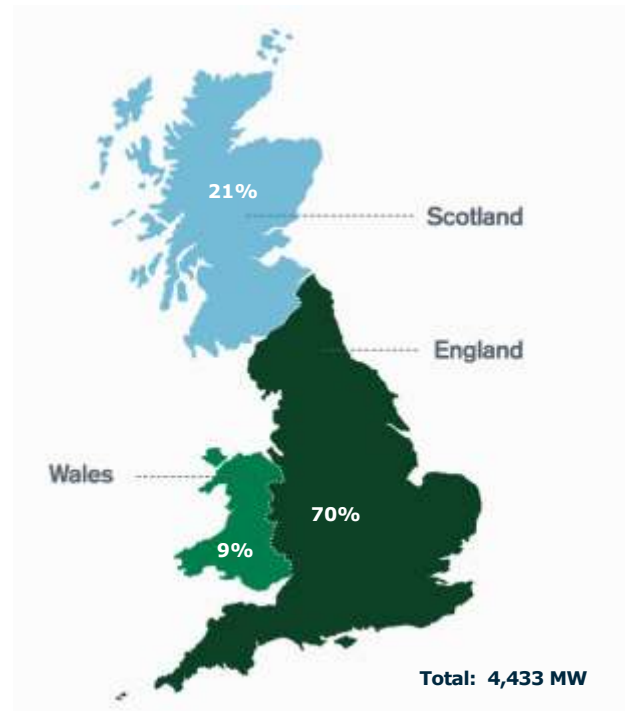 21%
Scotland
England
Wales
70%
9%
Total: 4,433 MW